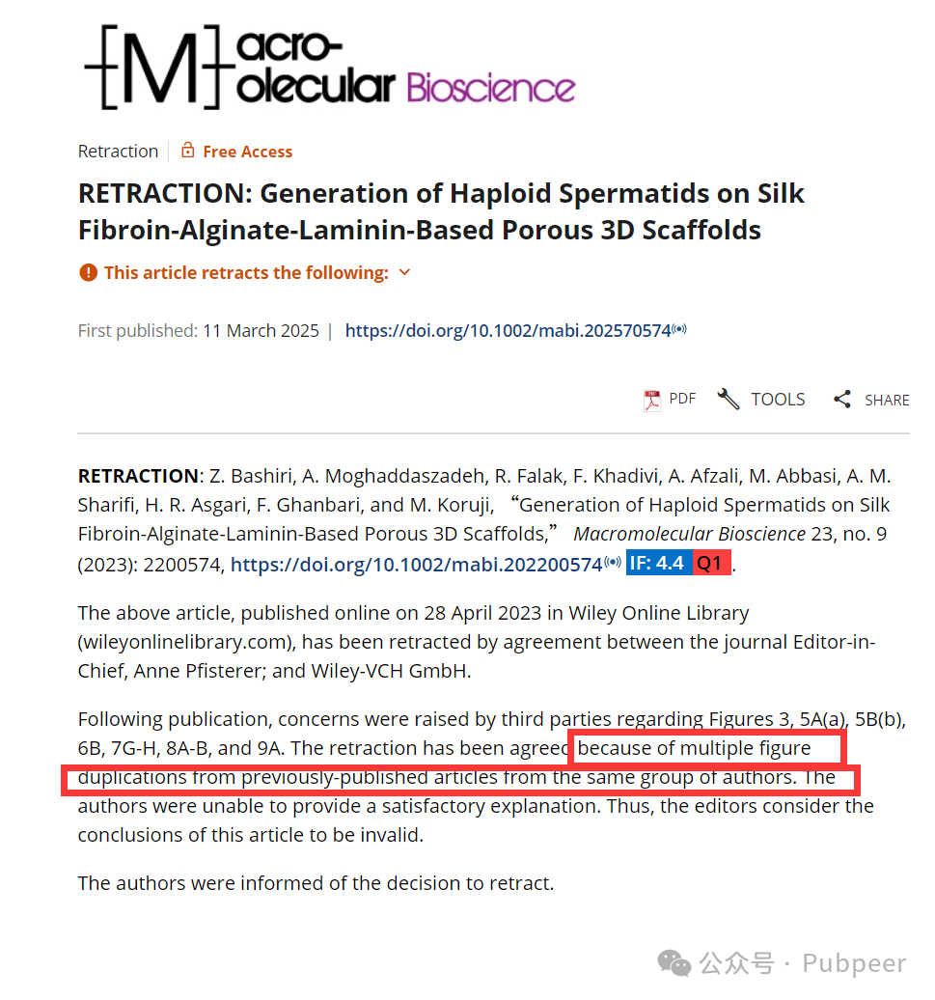 [M]acro-
olecular Bioscience
Retraction | Free Access
RETRACTION: Generation of Haploid Spermatids on Silk
Fibroin-Alginate-Laminin-Based Porous 3D Scaffolds
This article retracts the following:
First published: 11 March 2025 | https://doi.org/10.1002/mabi.202570574
PDF TOOLS SHARE
RETRACTION: Z. Bashiri, A. Moghaddaszadeh, R. Falak, F. Khadivi, A. Afzali, M. Abbasi, A. M.
Sharifi, H. R. Asgari, F. Ghanbari, and M. Koruji, “Generation of Haploid Spermatids on Silk
Fibroin-Alginate-Laminin-Based Porous 3D Scaffolds,” Macromolecular Bioscience 23, no. 9
(2023): 2200574, https://doi.org/10.1002/mabi.202200574 IF: 4.4 Q1 .
The above article, published online on 28 April 2023 in Wiley Online Library
(wileyonlinelibrary.com), has been retracted by agreement between the journal Editor-in-
Chief, Anne Pfisterer; and Wiley-VCH GmbH.
Following publication, concerns were raised by third parties regarding Figures 3, 5A(a), 5B(b),
6B, 7G-H, 8A-B, and 9A. The retraction has been agreed because of multiple figure
duplications from previously-published articles from the same group of authors. The
authors were unable to provide a satisfactory explanation. Thus, the editors consider the
conclusions of this article to be invalid.
The authors were informed of the decision to retract.
公众号 · Pubpeer